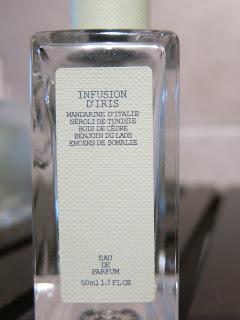 INFUSION
D'IRIS
MANDARINE D'ITALIE
NÉROLI DE TUNISIE
BOIS DE CÈDRE
BENJOIN DU LAOS
ENCENS DE SOMALIE
EAU
DE
PARFUM
50ml 1.7 FL OZ